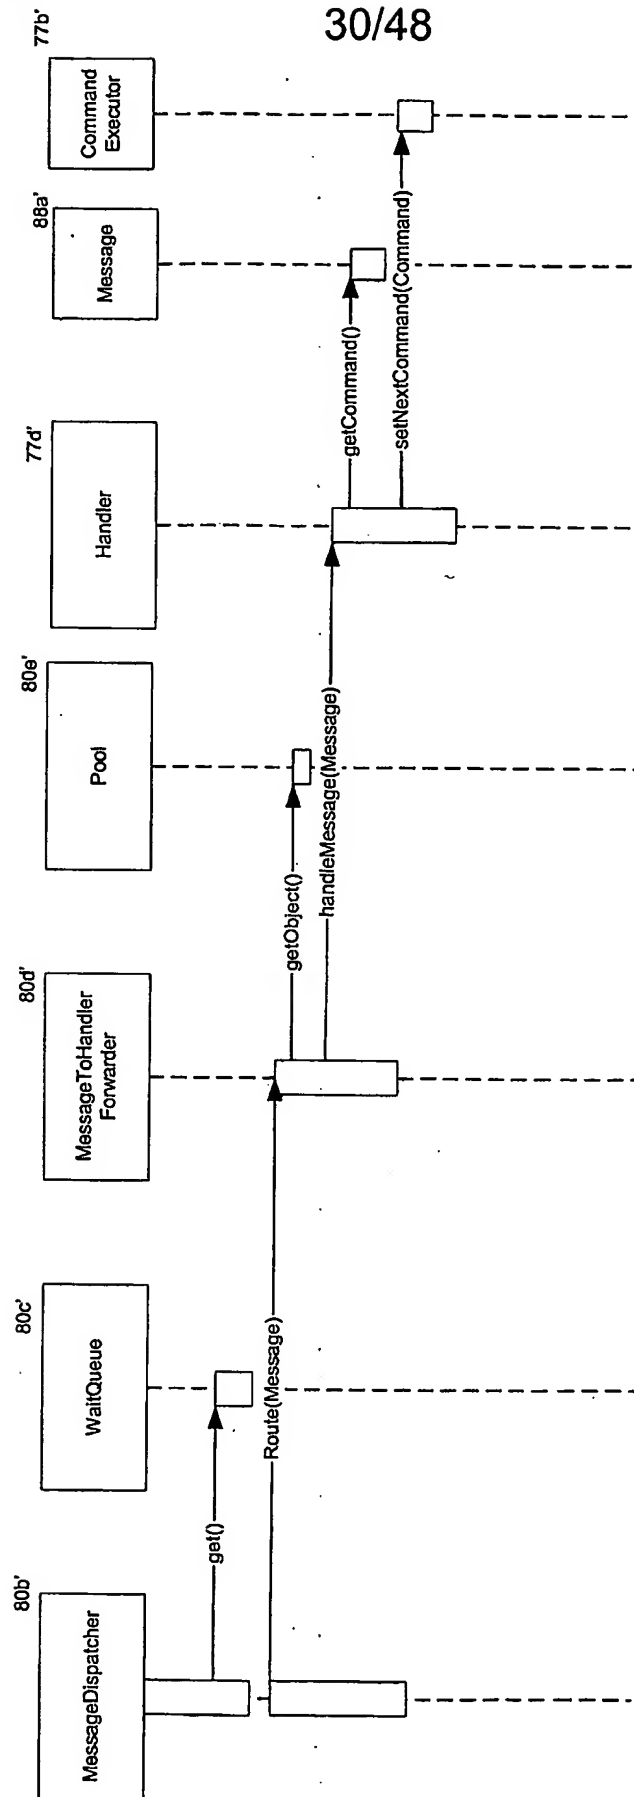 30/48
77b'
Command
Executor
88a'
Message
77d'
Handler
80e'
Pool
80d'
MessageToHandler
Forwarder
80c'
WaitQueue
80b'
MessageDispatcher
get()
Route(Message)
getObject()
handleMessage(Message)
getCommand()
setNextCommand(Command)